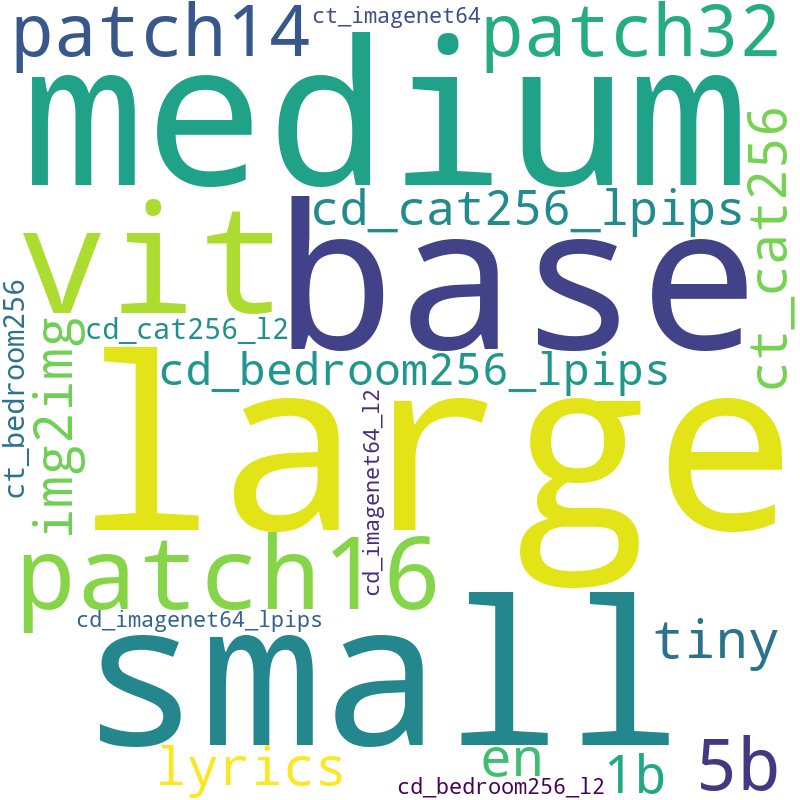 patch14
ct_imagenet64
patch32
medium
ct_cat256
cd_cat256_lpips
vit
base
ct_bedroom256
cd_cat256_l2
img2img
cd_bedroom256_lpips
large
cd_imagenet64_l2
patch16
cd_imagenet64_lpips
small
tiny
lyrics
en
1b
5b
cd_bedroom256_l2